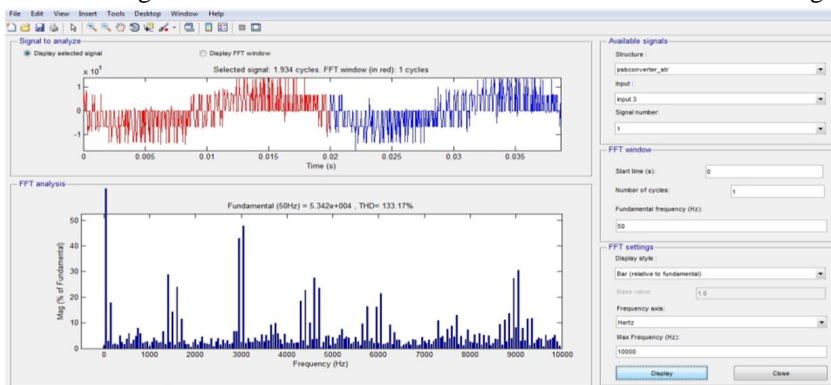 File Edit View Insert Tools Desktop Window Help
Signal to analyze
Display selected signal
Display FFT window
Selected signal: 1.934 cycles. FFT window (in red): 1 cycles
x 10
1
0
-1
0 0.005 0.01 0.015 0.02 0.025 0.03 0.035
Time (s)
FFT analysis
Fundamental (50Hz) = 5.342e+004 , THD= 133.17%
50
40
30
20
10
0
Mag (% of Fundamental)
0 1000 2000 3000 4000 5000 6000 7000 8000 9000 10000
Frequency (Hz)
Available signals
Structure :
psbconverter_str
Input :
input 3
Signal number:
1
FFT window
Start time (s): 0
Number of cycles: 1
Fundamental frequency (Hz):
50
FFT settings
Display style :
Bar (relative to fundamental)
Base value: 1.0
Frequency axis:
Hertz
Max Frequency (Hz):
10000
Display Close